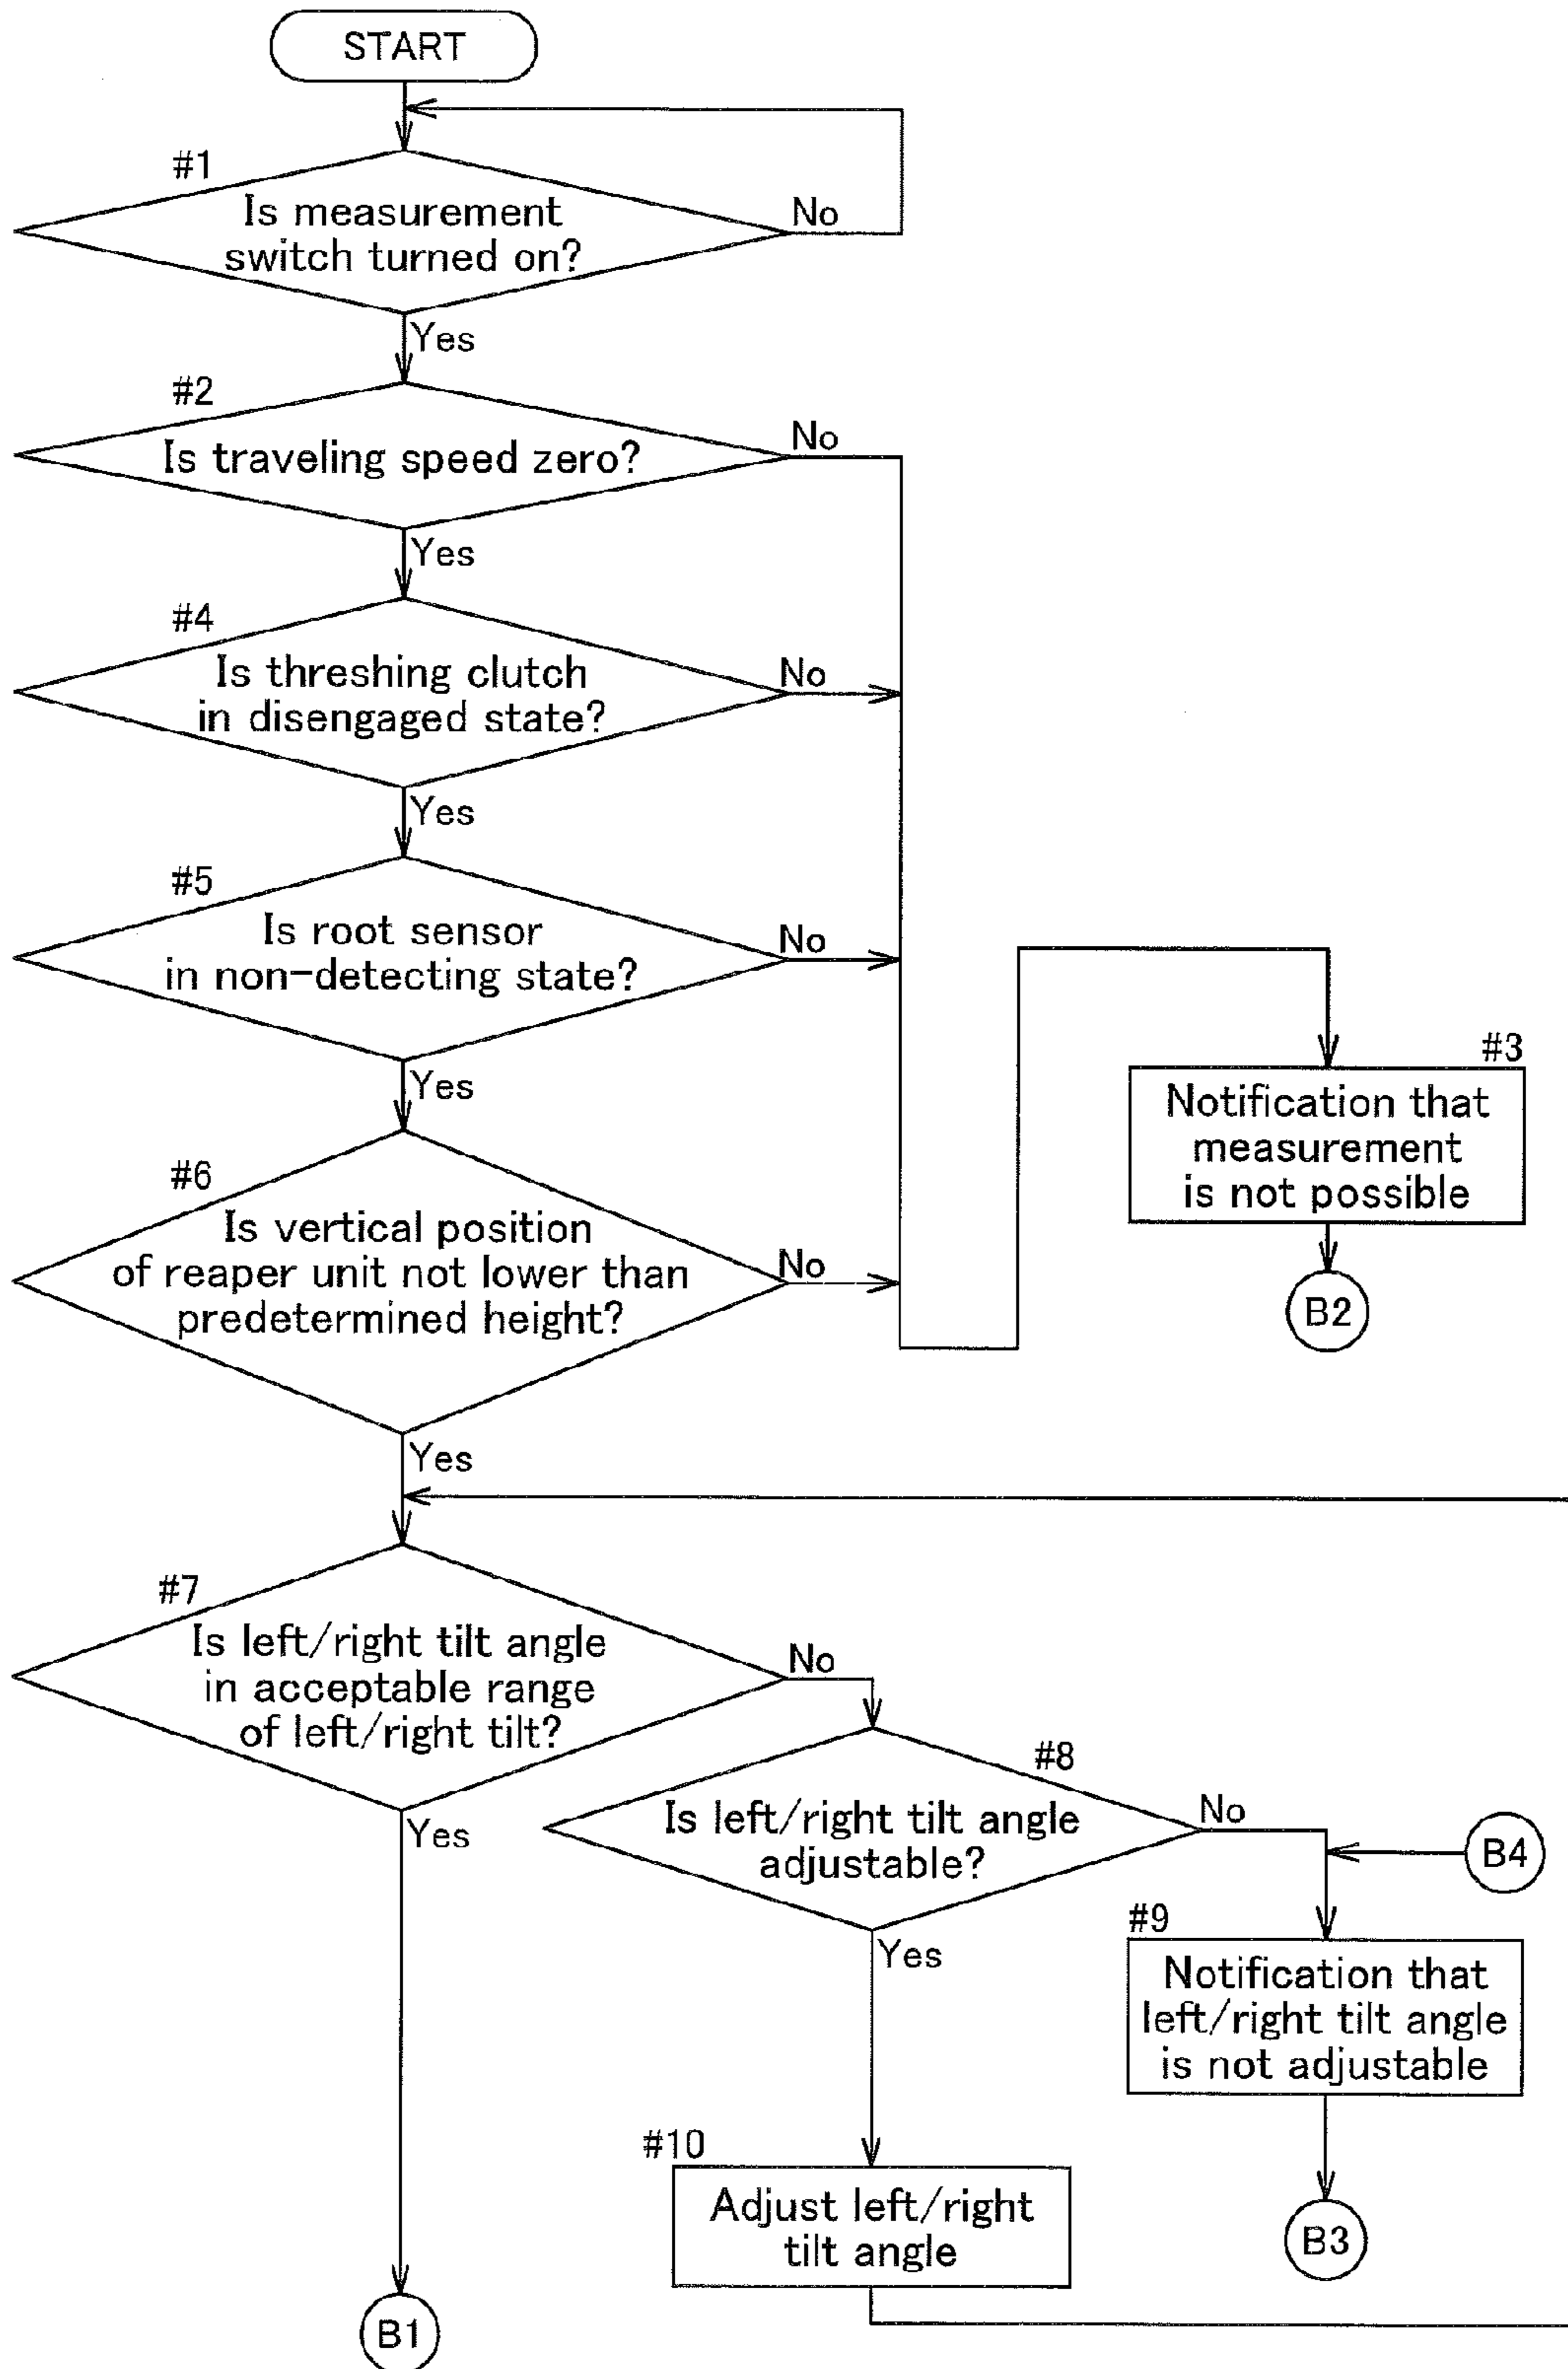 START
#1
Is measurement
switch turned on?
No
Yes
#2
Is traveling speed zero?
No
Yes
#4
Is threshing clutch
in disengaged state?
No
Yes
#5
Is root sensor
in non-detecting state?
No
Yes
#3
Notification that
measurement
is not possible
B2
#6
Is vertical position
of reaper unit not lower than
predetermined height?
No
Yes
#7
Is left/right tilt angle
in acceptable range
of left/right tilt?
No
Yes
#8
Is left/right tilt angle
adjustable?
No
Yes
B4
#9
Notification that
left/right tilt angle
is not adjustable
B3
#10
Adjust left/right
tilt angle
B1